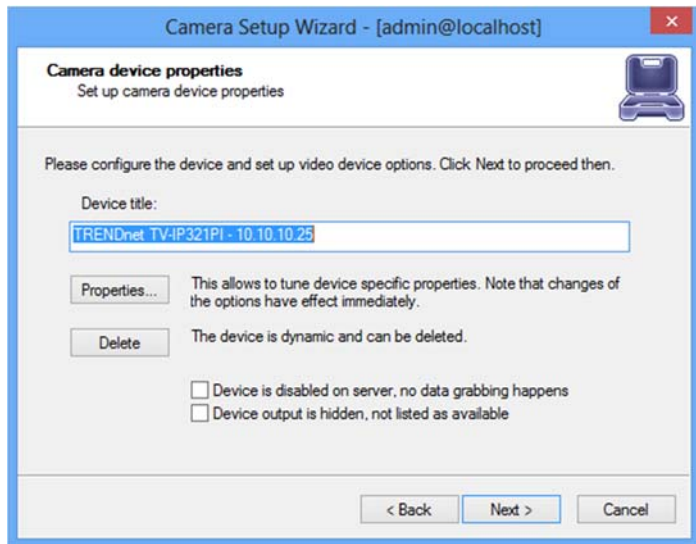 Camera Setup Wizard - [admin@localhost]
Camera device properties
Set up camera device properties
Please configure the device and set up video device options. Click Next to proceed then.
Device title:
TRENDnet TV-IP321PI - 10.10.10.25
Properties...
This allows to tune device specific properties. Note that changes of
the options have effect immediately.
Delete
The device is dynamic and can be deleted.
Device is disabled on server, no data grabbing happens
Device output is hidden, not listed as available
< Back
Next >
Cancel